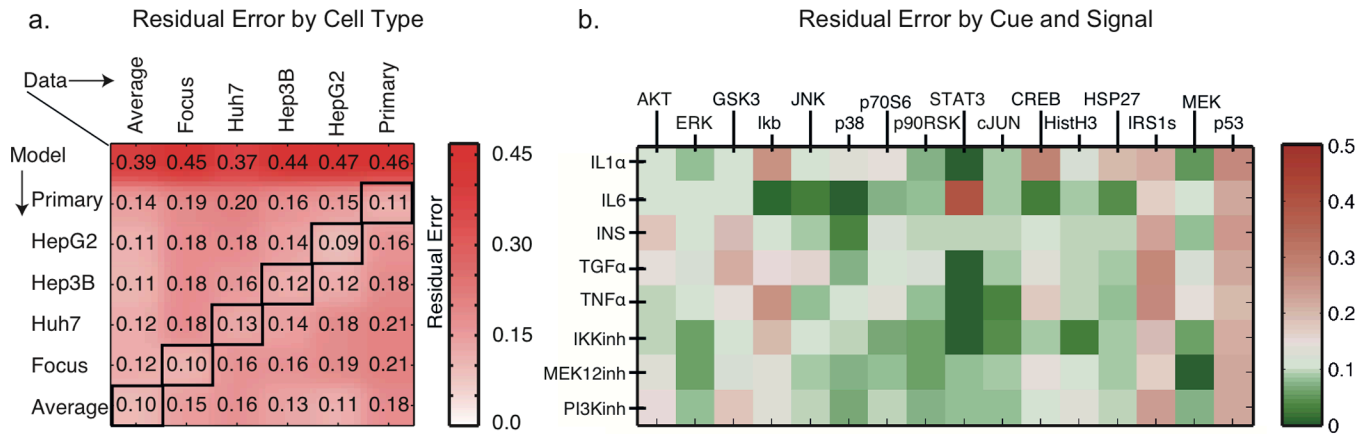 a. Residual Error by Cell Type
Data
Average Focus Huh7 Hep3B HepG2 Primary
Model
0.39 0.45 0.37 0.44 0.47 0.46
Primary 0.14 0.19 0.20 0.16 0.15 0.11
HepG2 0.11 0.18 0.18 0.14 0.09 0.16
Hep3B 0.11 0.18 0.16 0.12 0.12 0.18
Huh7 0.12 0.18 0.13 0.14 0.18 0.21
Focus 0.12 0.10 0.16 0.16 0.19 0.21
Average 0.10 0.15 0.16 0.13 0.11 0.18
Residual Error
0.45
0.30
0.15
0.0
b. Residual Error by Cue and Signal
AKT GSK3 JNK p70S6 STAT3 CREB HSP27 MEK
ERK Ikb p38 p90RSK cJUN HistH3 IRS1s p53
IL1α
IL6
INS
TGFα
TNFα
IKKinh
MEK12inh
PI3Kinh
0.5
0.4
0.3
0.2
0.1
0